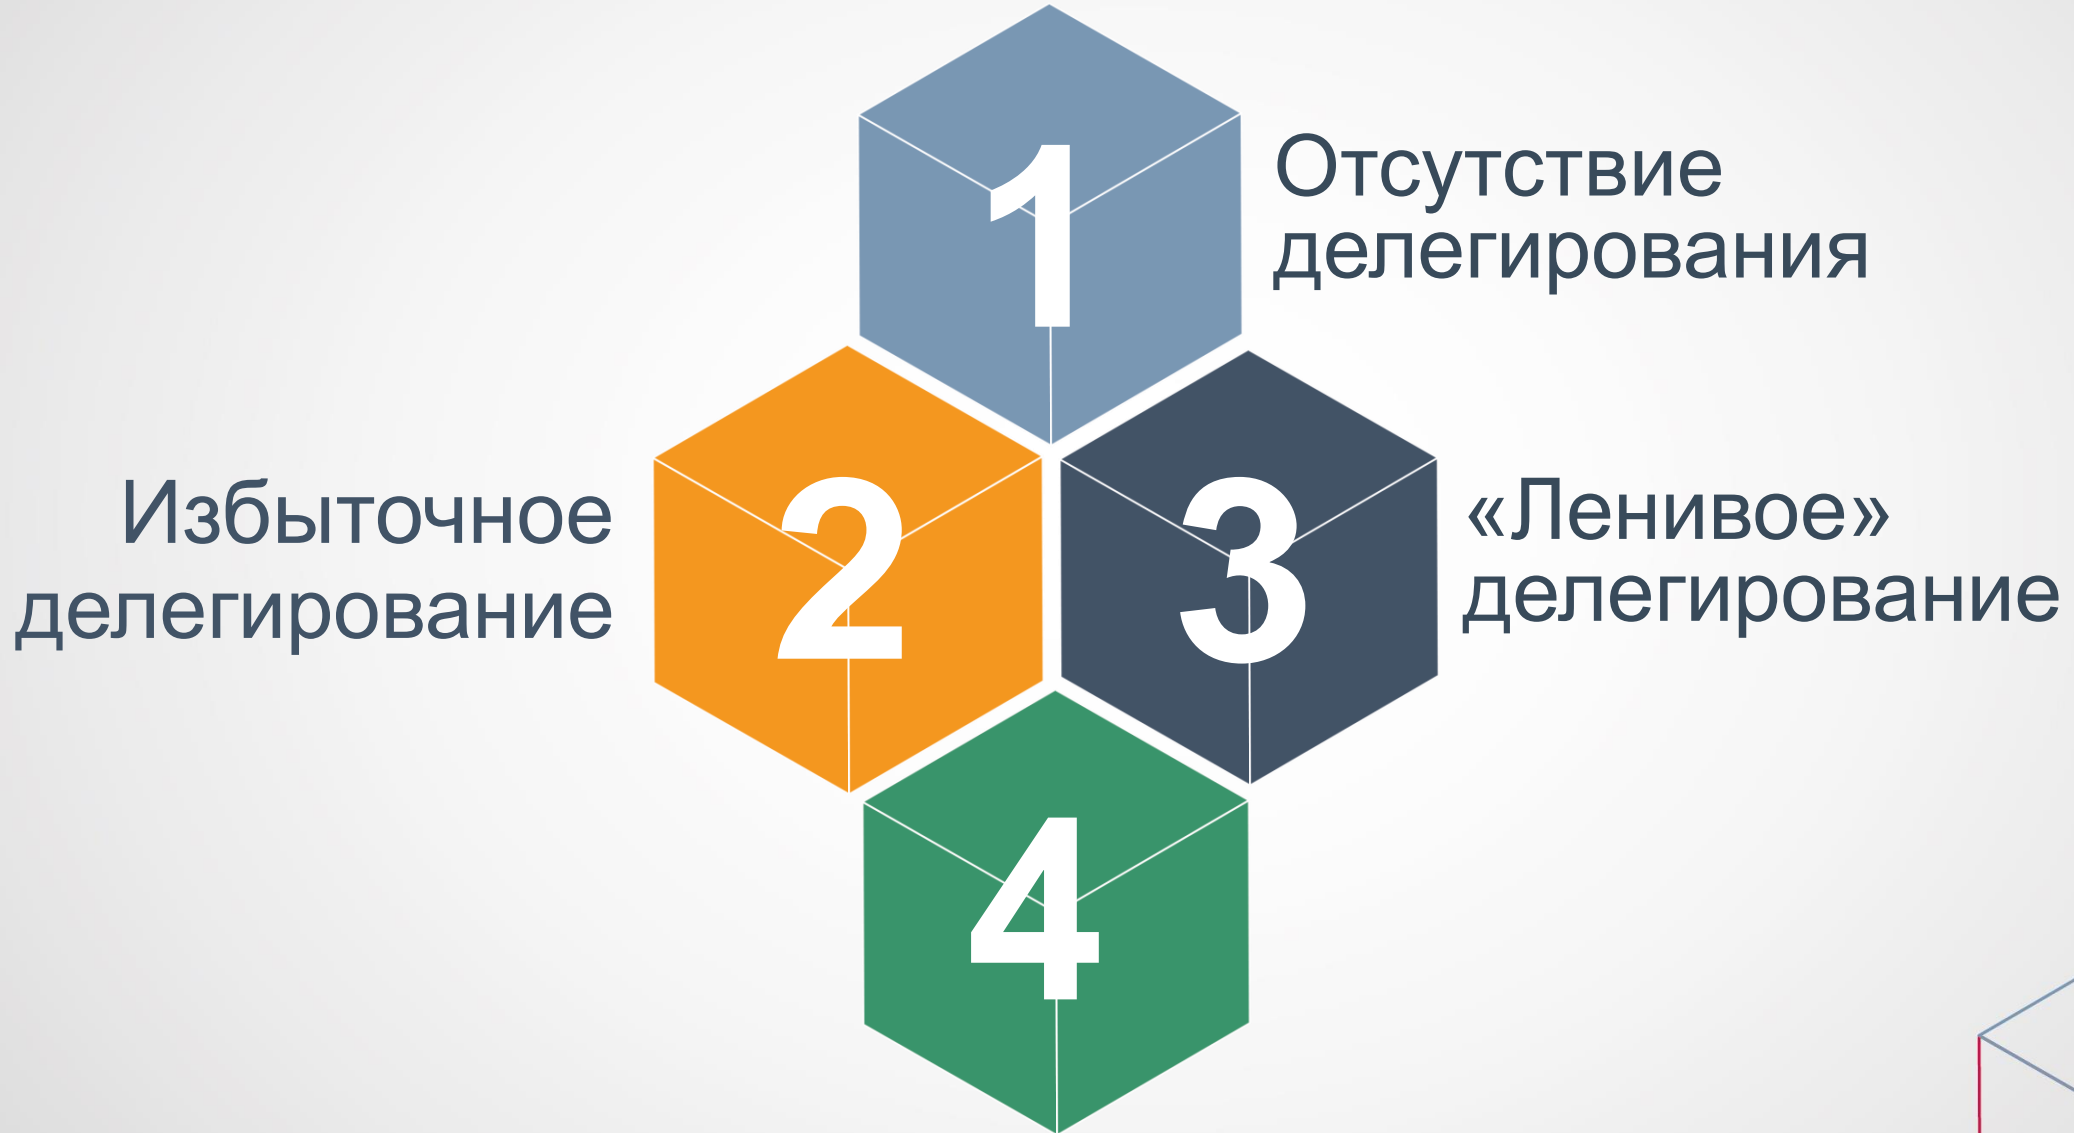 1
Отсутствие
делегирования
Избыточное
делегирование
2
3
«Ленивое»
делегирование
4